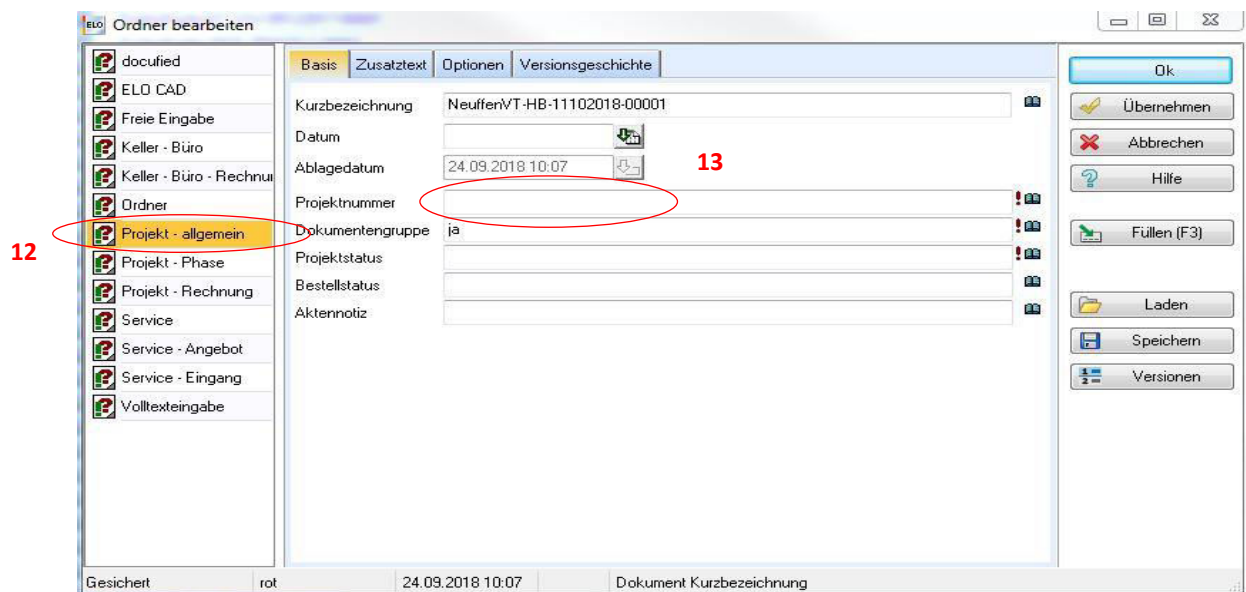 ELO Ordner bearbeiten
docufied
ELO CAD
Freie Eingabe
Keller - Büro
Keller - Büro - Rechnu
Ordner
12
Projekt - allgemein
Projekt - Phase
Projekt - Rechnung
Service
Service - Angebot
Service - Eingang
Volltexteingabe
Basis Zusatztext Optionen Versionsgeschichte
Kurzbezeichnung NeuffenVT-HB-11102018-00001
Datum
Ablagedatum 24.09.2018 10:07
13
Projektnummer
Dokumentengruppe ja
Projektstatus
Bestellstatus
Aktennotiz
Ok
Übernehmen
Abbrechen
Hilfe
Füllen (F3)
Laden
Speichern
Versionen
Gesichert rot 24.09.2018 10:07 Dokument Kurzbezeichnung